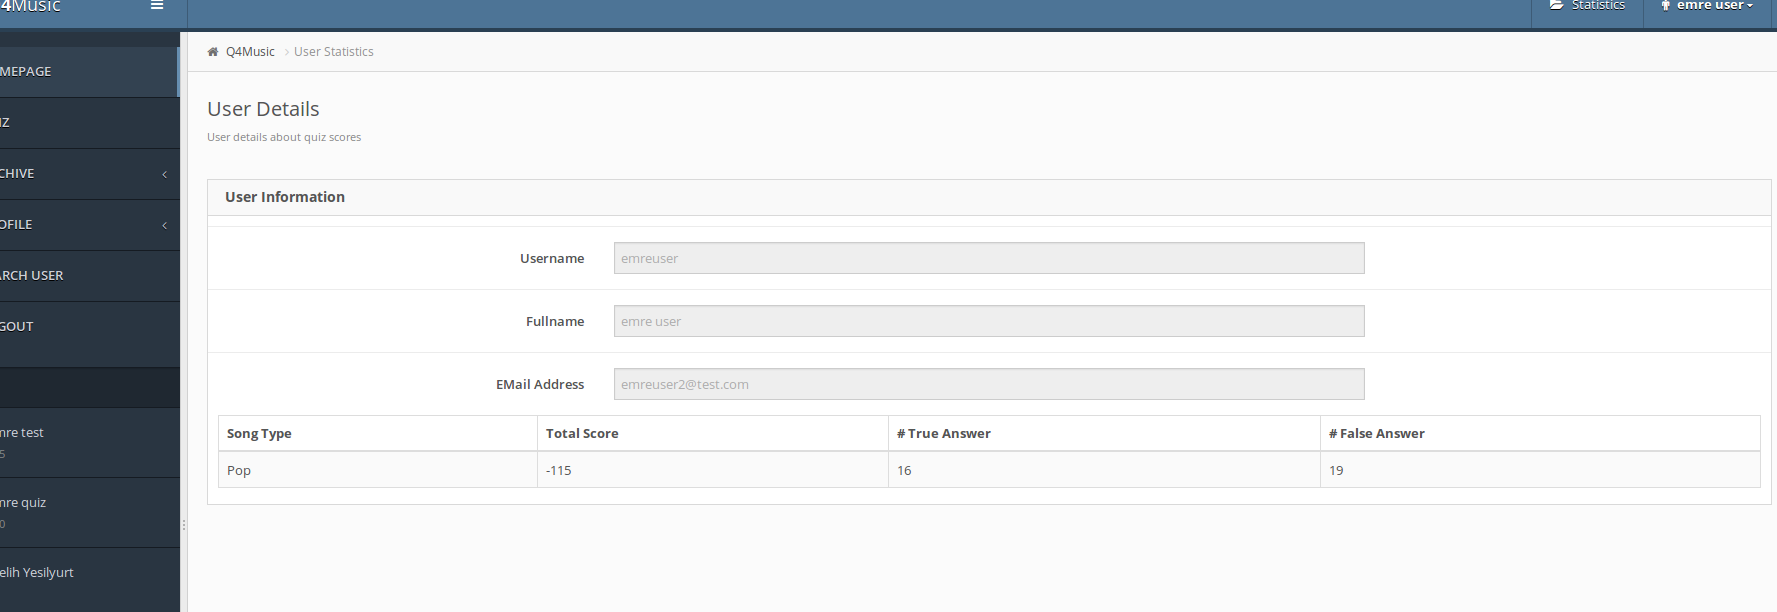 4Music
Statistics
emre user
MEPAGE
IZ
CHIVE
OFILE
ARCH USER
GOUT
mre test
5
mre quiz
0
elih Yesilyurt
Q4Music
User Statistics
User Details
User details about quiz scores
User Information
Username emreuser
Fullname emre user
EMail Address emreuser2@test.com
Song Type Total Score # True Answer # False Answer
Pop -115 16 19